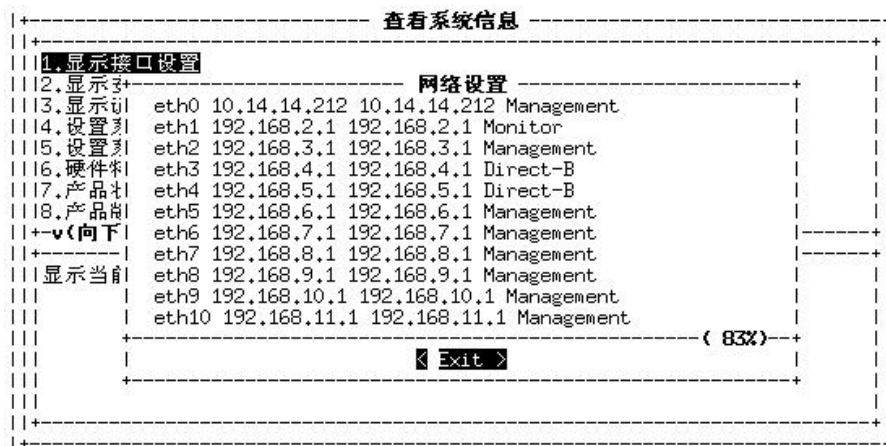 查看系统信息
1.显示接口设置
2.显示
网络设置
3.显示
eth0 10.14.14.212 10.14.14.212 Management
4.设置
eth1 192.168.2.1 192.168.2.1 Monitor
5.设置
eth2 192.168.3.1 192.168.3.1 Management
6.硬件
eth3 192.168.4.1 192.168.4.1 Direct-B
7.产品
eth4 192.168.5.1 192.168.5.1 Direct-B
8.产品
eth5 192.168.6.1 192.168.6.1 Management
v(向下
eth6 192.168.7.1 192.168.7.1 Management
eth7 192.168.8.1 192.168.8.1 Management
显示当前
eth8 192.168.9.1 192.168.9.1 Management
eth9 192.168.10.1 192.168.10.1 Management
eth10 192.168.11.1 192.168.11.1 Management
( 83%)
< Exit >